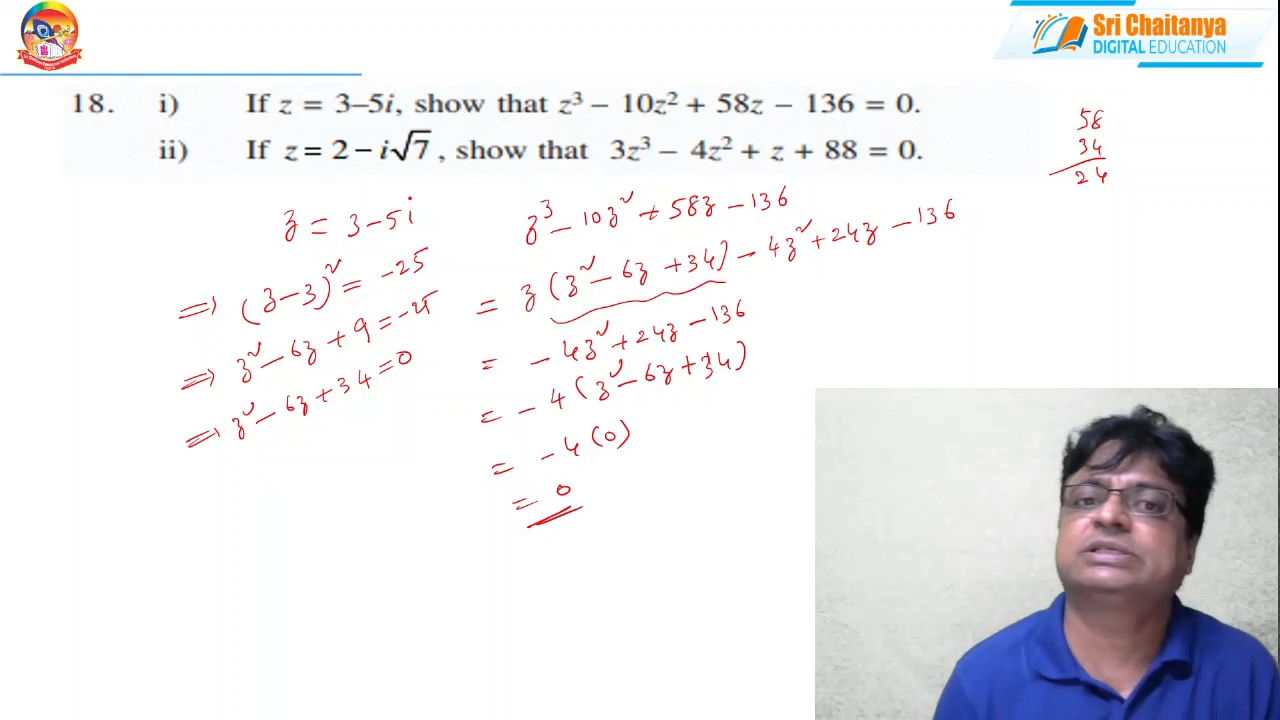 Sri Chaitanya
DIGITAL EDUCATION
18. i) If z = 3–5i, show that z³ − 10z² + 58z − 136 = 0.
ii) If z = 2 − i√7, show that 3z³ − 4z² + z + 88 = 0.
58
34
24
z = 3 − 5i
⇒ (z − 3)² = −25
⇒ z² − 6z + 9 = −25
⇒ z² − 6z + 34 = 0
z³ − 10z² + 58z − 136
= z(z² − 6z + 34) − 4z² + 24z − 136
= − 4z² + 24z − 136
= − 4(z² − 6z + 34)
= − 4(0)
= 0